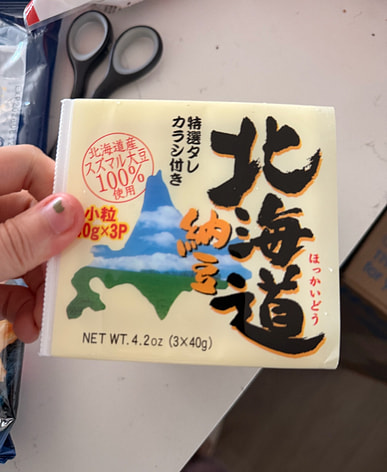 北海道
ほっかいどう
納豆
特選タレ
カラシ付き
北海道産
スズマル大豆
100%
使用
小粒
0g×3P
NET WT. 4.2oz (3×40g)